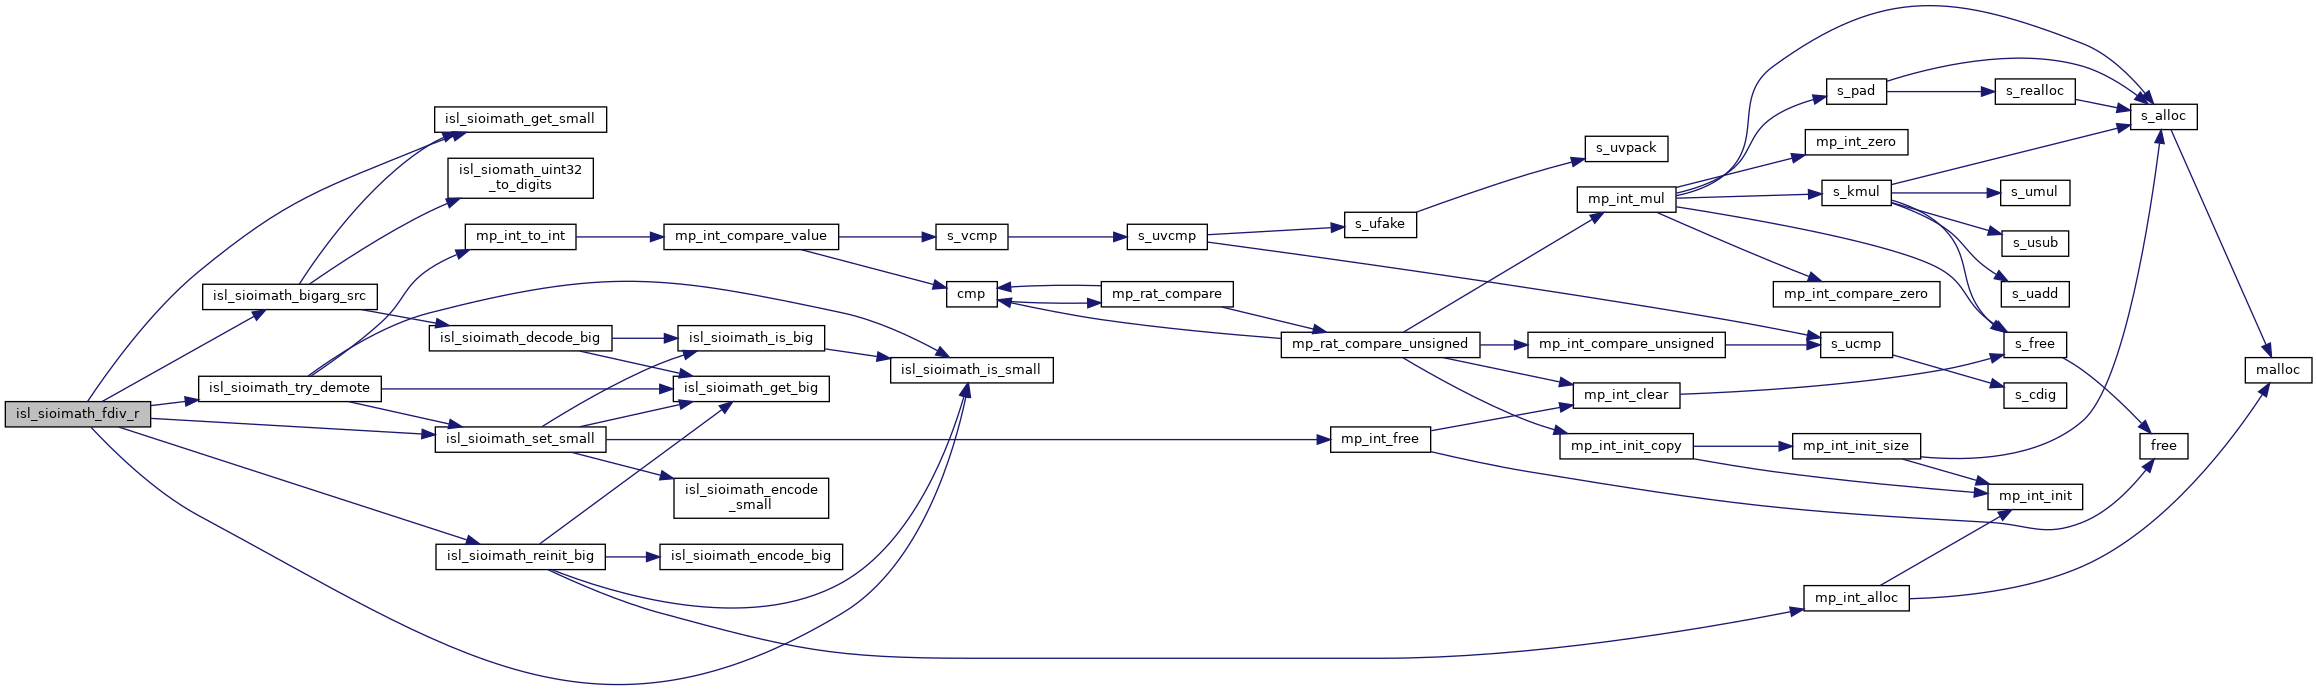 isl_sioimath_fdiv_r
isl_sioimath_bigarg_src
isl_sioimath_try_demote
isl_sioimath_get_small
isl_siomath_uint32
_to_digits
mp_int_to_int
isl_sioimath_decode_big
isl_sioimath_set_small
isl_sioimath_reinit_big
mp_int_compare_value
isl_sioimath_is_big
isl_sioimath_get_big
isl_sioimath_encode
_small
isl_sioimath_encode_big
s_vcmp
cmp
isl_sioimath_is_small
s_uvcmp
mp_rat_compare
s_ufake
mp_rat_compare_unsigned
mp_int_free
s_uvpack
mp_int_mul
mp_int_compare_unsigned
mp_int_clear
mp_int_init_copy
s_pad
mp_int_zero
s_kmul
mp_int_compare_zero
s_ucmp
mp_int_init_size
mp_int_alloc
s_realloc
s_umul
s_usub
s_uadd
s_free
s_cdig
mp_int_init
s_alloc
free
malloc